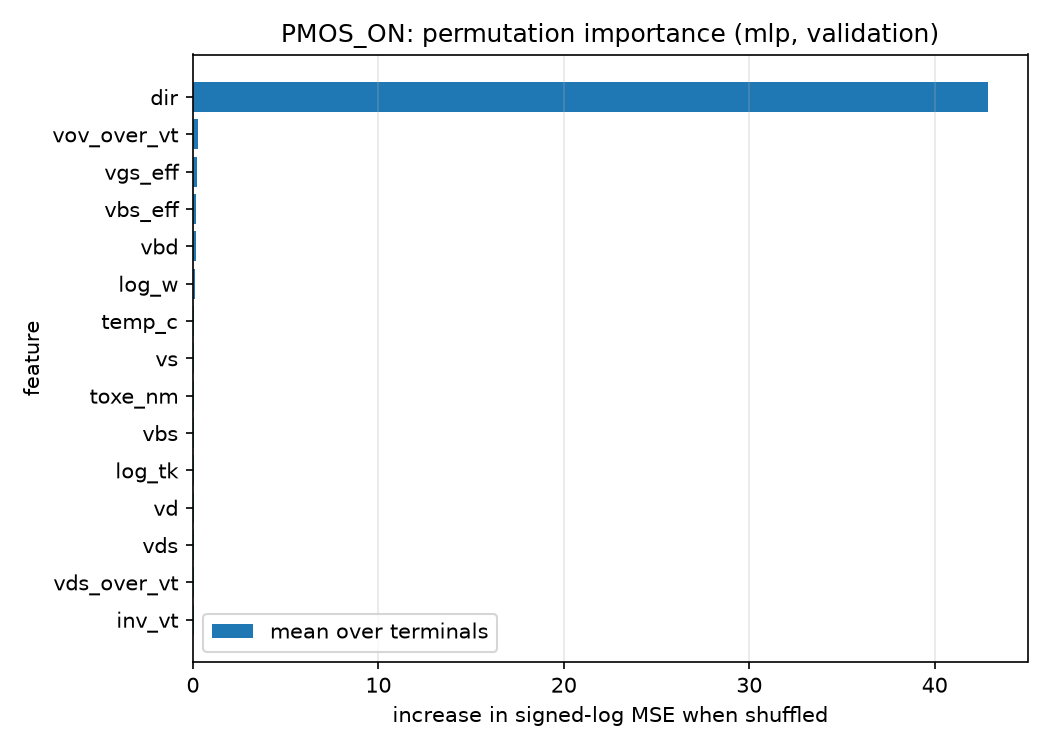 PMOS_ON: permutation importance (mlp, validation)
dir
vov_over_vt
vgs_eff
vbs_eff
vbd
log_w
temp_c
vs
toxe_nm
vbs
log_tk
vd
vds
vds_over_vt
inv_vt
feature
mean over terminals
0 10 20 30 40
increase in signed-log MSE when shuffled